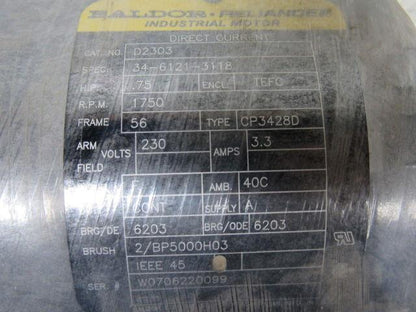 BALDOR · RELIANCER
INDUSTRIAL MOTOR
DIRECT CURRENT
CAT. NO. D2303
SPEC. 34-6121-3118
H.P. .75 ENCL. TEFC
R.P.M. 1750
FRAME 56 TYPE CP3428D
ARM VOLTS 230 AMPS 3.3
FIELD
AMB. 40C
CONT SUPPLY A
BRG/DE 6203 BRG/ODE 6203
BRUSH 2/BP5000H03
IEEE 45
SER. # W0706220099